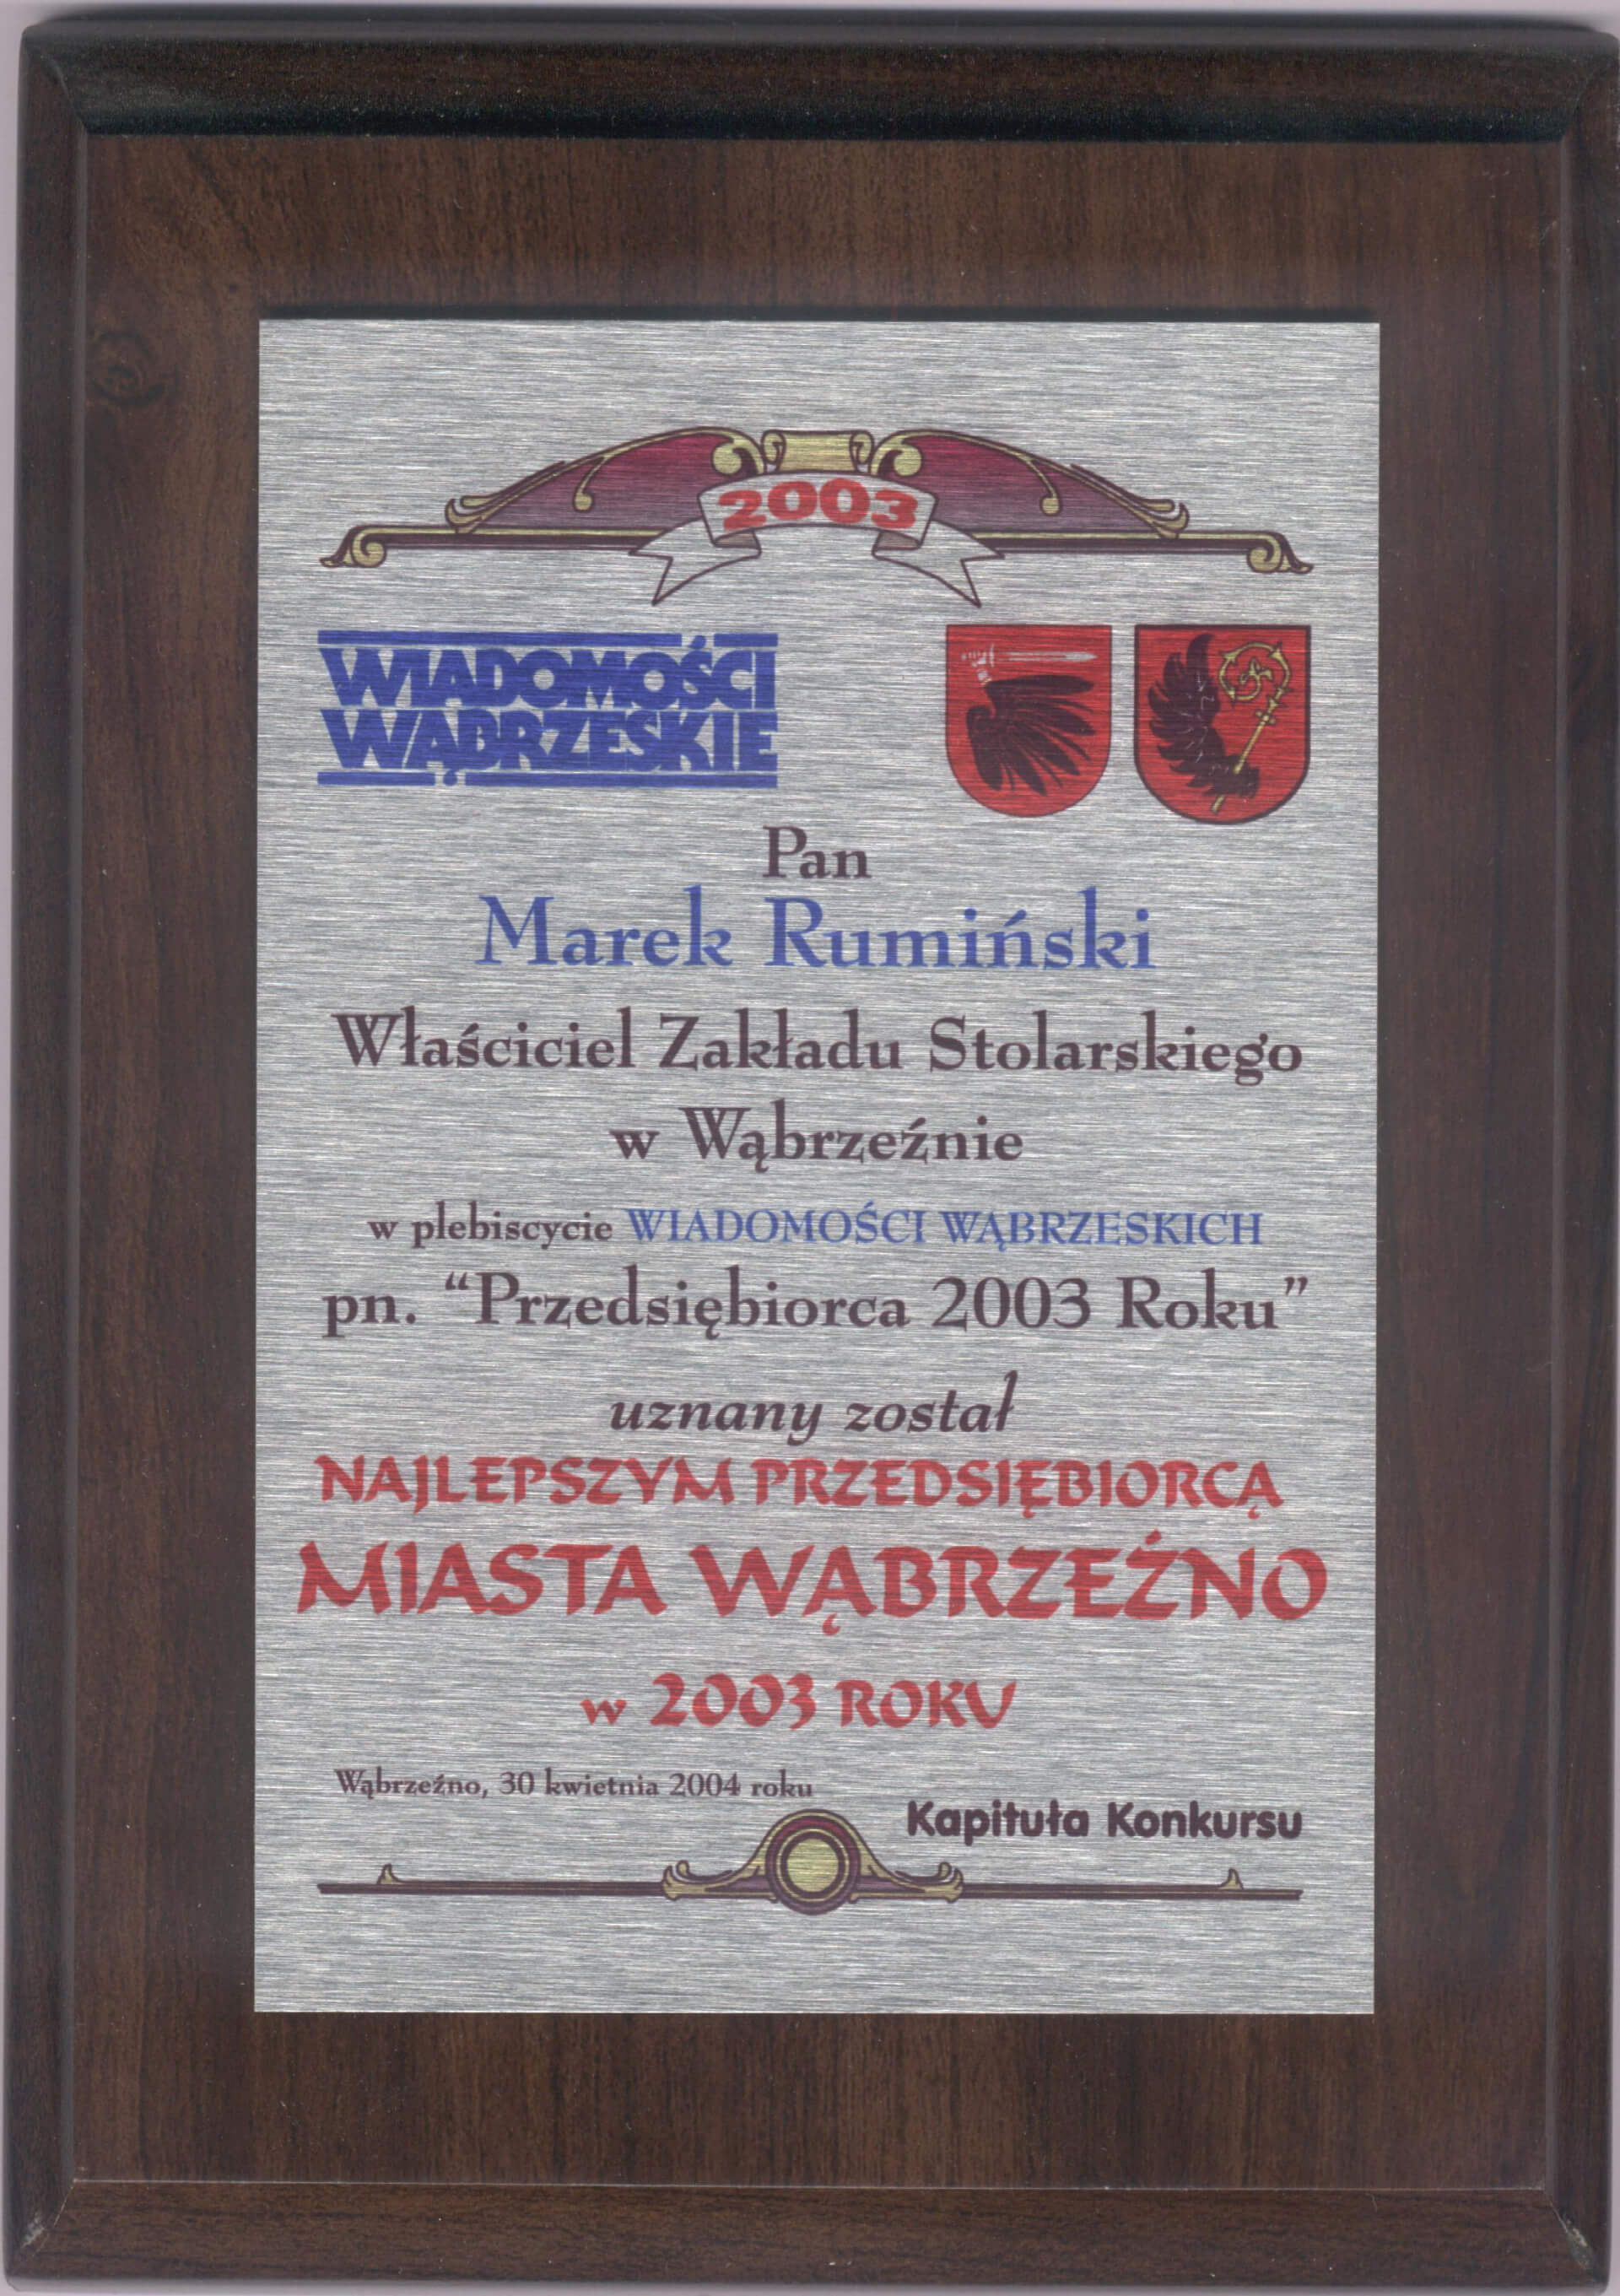 2003
WIADOMOŚCI
WĄBRZESKIE
Pan
Marek Rumiński
Właściciel Zakładu Stolarskiego
w Wąbrzeźnie
w plebiscycie WIADOMOŚCI WĄBRZESKICH
pn. “Przedsiębiorca 2003 Roku”
uznany został
NAJLEPSZYM PRZEDSIĘBIORCĄ
MIASTA WĄBRZEŹNO
w 2003 ROKU
Wąbrzeźno, 30 kwietnia 2004 roku
Kapituła Konkursu